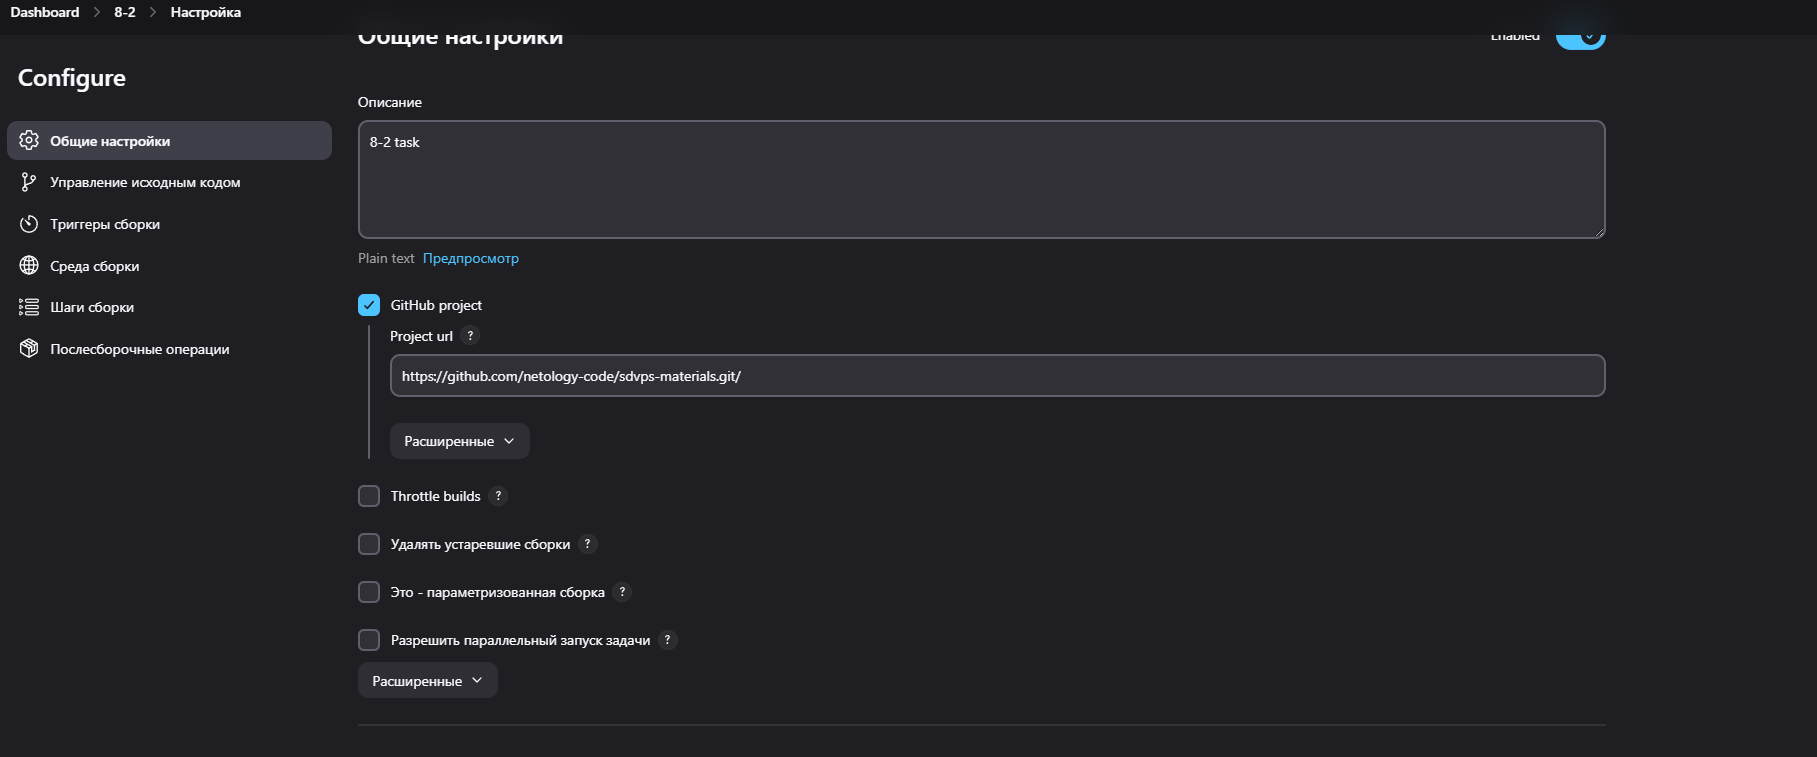 Dashboard > 8-2 > Настройка
Configure
Общие настройки
Управление исходным кодом
Триггеры сборки
Среда сборки
Шаги сборки
Послесборочные операции
Общие настройки
Enabled
Описание
8-2 task
Plain text Предпросмотр
GitHub project
Project url ?
https://github.com/netology-code/sdvps-materials.git/
Расширенные
Throttle builds ?
Удалять устаревшие сборки ?
Это - параметризованная сборка ?
Разрешить параллельный запуск задачи ?
Расширенные